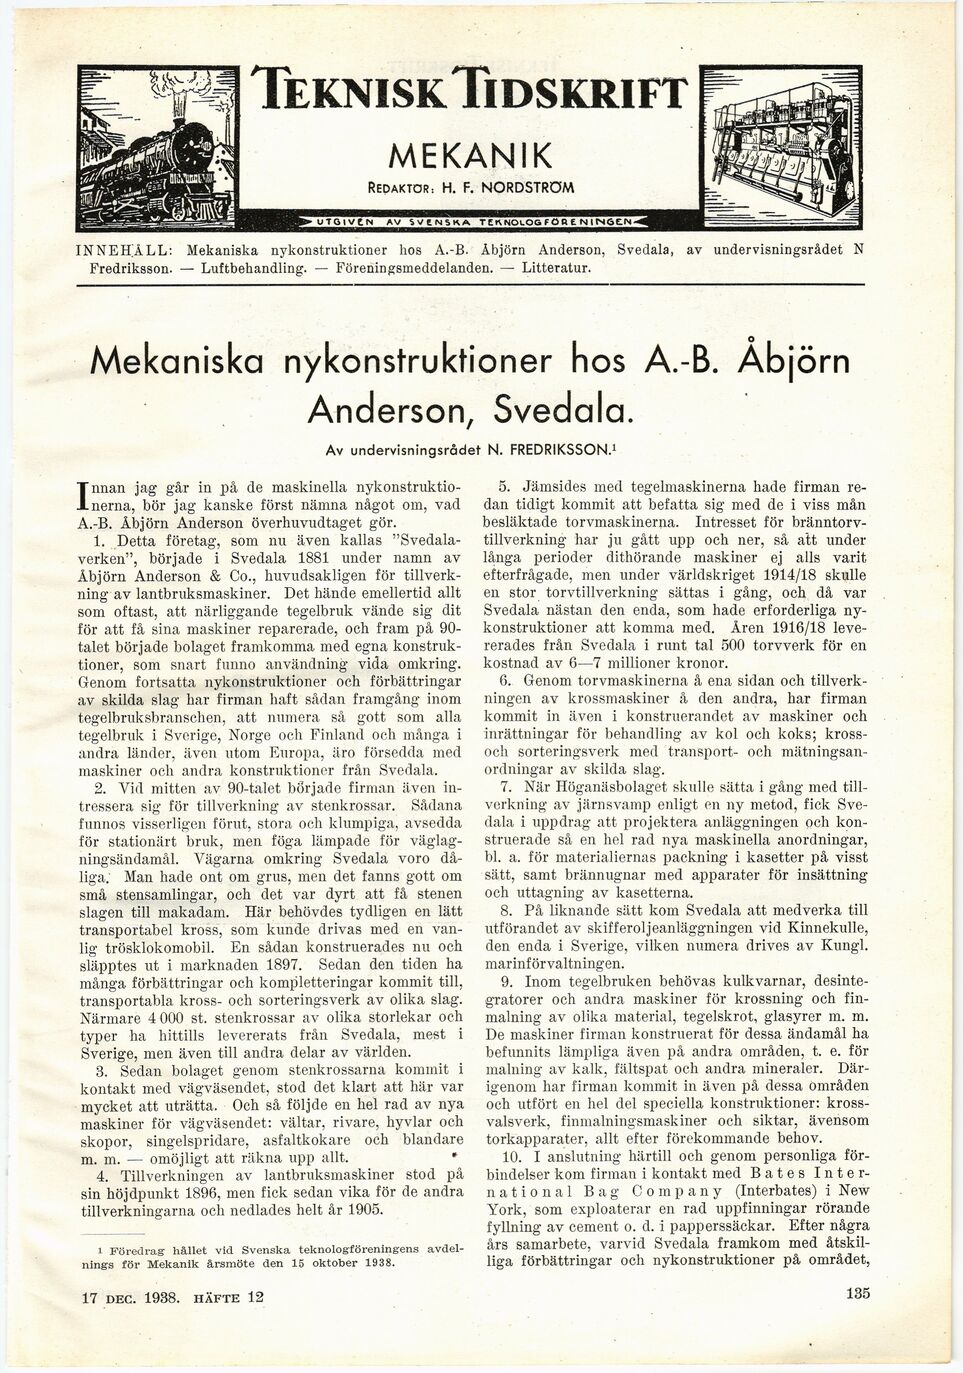 TEKNISK TIDSKRIFT
MEKANIK
REDAKTÖR: H. F. NORDSTRÖM
UTGIVEN AV SVENSKA TEKNOLOGFÖRENINGEN
INNEHÅLL: Mekaniska nykonstruktioner hos A.-B. Åbjörn Anderson, Svedala, av undervisningsrådet N
Fredriksson. — Luftbehandling. — Föreningsmeddelanden. — Litteratur.
Mekaniska nykonstruktioner hos A.-B. Åbjörn
Anderson, Svedala.
Av undervisningsrådet N. FREDRIKSSON.¹
Innan jag går in på de maskinella nykonstruktio-
nerna, bör jag kanske först nämna något om, vad
A.-B. Åbjörn Anderson överhuvudtaget gör.
1. Detta företag, som nu även kallas ”Svedala-
verken”, började i Svedala 1881 under namn av
Åbjörn Anderson & Co., huvudsakligen för tillverk-
ning av lantbruksmaskiner. Det hände emellertid allt
som oftast, att närliggande tegelbruk vände sig dit
för att få sina maskiner reparerade, och fram på 90-
talet började bolaget framkomma med egna konstruk-
tioner, som snart funno användning vida omkring.
Genom fortsatta nykonstruktioner och förbättringar
av skilda slag har firman haft sådan framgång inom
tegelbruksbranschen, att numera så gott som alla
tegelbruk i Sverige, Norge och Finland och många i
andra länder, även utom Europa, äro försedda med
maskiner och andra konstruktioner från Svedala.
2. Vid mitten av 90-talet började firman även in-
tressera sig för tillverkning av stenkrossar. Sådana
funnos visserligen förut, stora och klumpiga, avsedda
för stationärt bruk, men föga lämpade för väglag-
ningsändamål. Vägarna omkring Svedala voro då-
liga. Man hade ont om grus, men det fanns gott om
små stensamlingar, och det var dyrt att få stenen
slagen till makadam. Här behövdes tydligen en lätt
transportabel kross, som kunde drivas med en van-
lig trösklokomobil. En sådan konstruerades nu och
släpptes ut i marknaden 1897. Sedan den tiden ha
många förbättringar och kompletteringar kommit till,
transportabla kross- och sorteringsverk av olika slag.
Närmare 4 000 st. stenkrossar av olika storlekar och
typer ha hittills levererats från Svedala, mest i
Sverige, men även till andra delar av världen.
3. Sedan bolaget genom stenkrossarna kommit i
kontakt med vägväsendet, stod det klart att här var
mycket att uträtta. Och så följde en hel rad av nya
maskiner för vägväsendet: vältar, rivare, hyvlar och
skopor, singelspridare, asfaltkokare och blandare
m. m. — omöjligt att räkna upp allt.
4. Tillverkningen av lantbruksmaskiner stod på
sin höjdpunkt 1896, men fick sedan vika för de andra
tillverkningarna och nedlades helt år 1905.
¹ Föredrag hållet vid Svenska teknologföreningens avdel-
nings för Mekanik årsmöte den 15 oktober 1938.
5. Jämsides med tegelmaskinerna hade firman re-
dan tidigt kommit att befatta sig med de i viss mån
besläktade torvmaskinerna. Intresset för bränntorv-
tillverkning har ju gått upp och ner, så att under
långa perioder dithörande maskiner ej alls varit
efterfrågade, men under världskriget 1914/18 skulle
en stor torvtillverkning sättas i gång, och då var
Svedala nästan den enda, som hade erforderliga ny-
konstruktioner att komma med. Åren 1916/18 leve-
rerades från Svedala i runt tal 500 torvverk för en
kostnad av 6—7 millioner kronor.
6. Genom torvmaskinerna å ena sidan och tillverk-
ningen av krossmaskiner å den andra, har firman
kommit in även i konstruerandet av maskiner och
inrättningar för behandling av kol och koks; kross-
och sorteringsverk med transport- och mätningsan-
ordningar av skilda slag.
7. När Höganäsbolaget skulle sätta i gång med till-
verkning av järnsvamp enligt en ny metod, fick Sve-
dala i uppdrag att projektera anläggningen och kon-
struerade så en hel rad nya maskinella anordningar,
bl. a. för materialiernas packning i kasetter på visst
sätt, samt brännugnar med apparater för insättning
och uttagning av kasetterna.
8. På liknande sätt kom Svedala att medverka till
utförandet av skifferoljeanläggningen vid Kinnekulle,
den enda i Sverige, vilken numera drives av Kungl.
marinförvaltningen.
9. Inom tegelbruken behövas kulkvarnar, desinte-
gratorer och andra maskiner för krossning och fin-
malning av olika material, tegelskrot, glasyrer m. m.
De maskiner firman konstruerat för dessa ändamål ha
befunnits lämpliga även på andra områden, t. e. för
malning av kalk, fältspat och andra mineraler. Där-
igenom har firman kommit in även på dessa områden
och utfört en hel del speciella konstruktioner: kross-
valsverk, finmalningsmaskiner och siktar, ävensom
torkapparater, allt efter förekommande behov.
10. I anslutning härtill och genom personliga för-
bindelser kom firman i kontakt med Bates Inter-
national Bag Company (Interbates) i New
York, som exploaterar en rad uppfinningar rörande
fyllning av cement o. d. i papperssäckar. Efter några
års samarbete, varvid Svedala framkom med åtskil-
liga förbättringar och nykonstruktioner på området,
17 DEC. 1938. HÄFTE 12
135